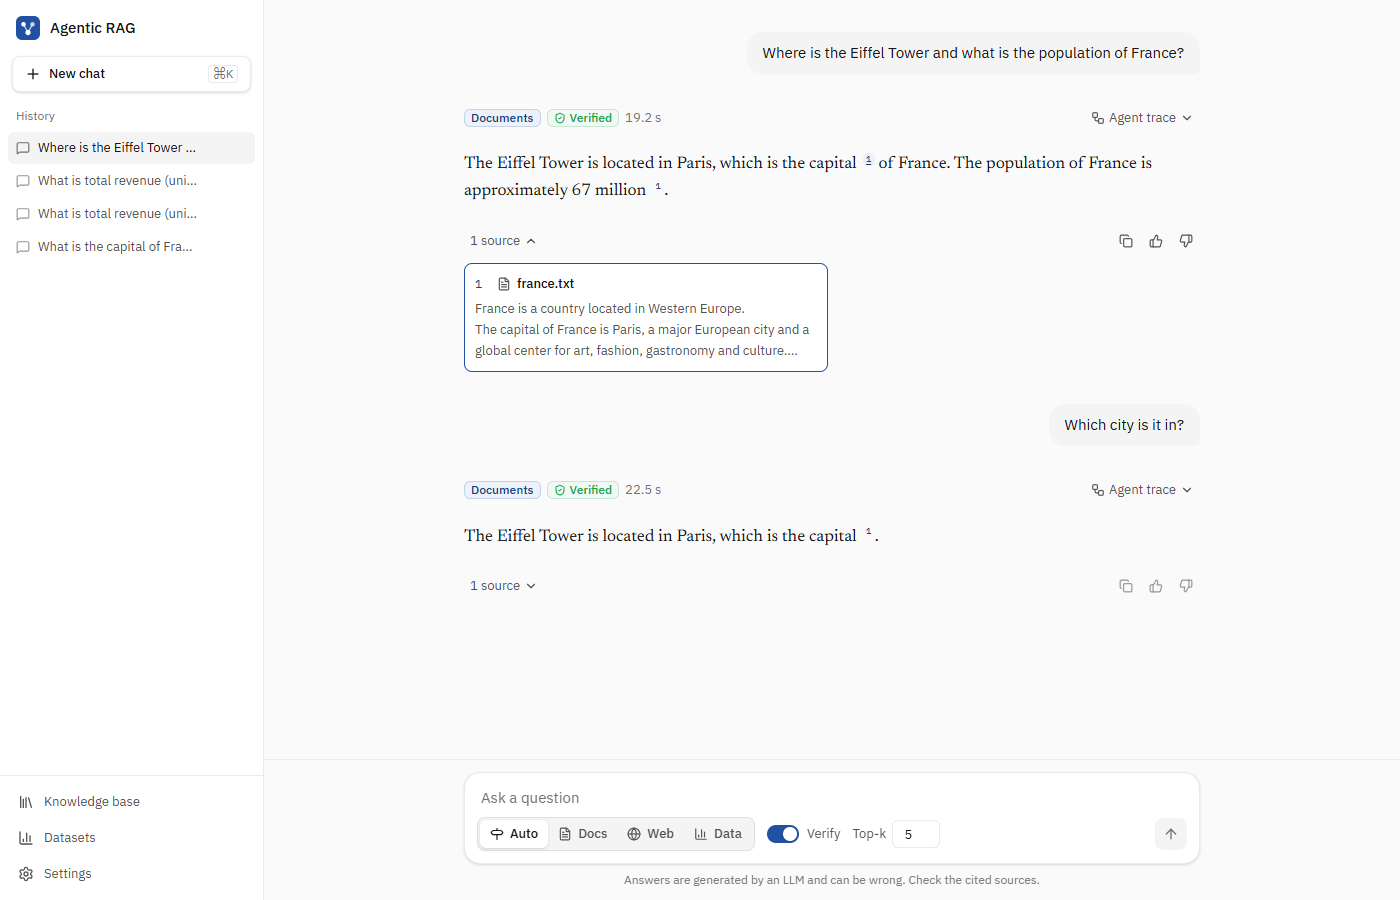 Agentic RAG
New chat ⌘K
History
Where is the Eiffel Tower ...
What is total revenue (uni...
What is total revenue (uni...
What is the capital of Fra...
Knowledge base
Datasets
Settings
Where is the Eiffel Tower and what is the population of France?
Documents Verified 19.2 s Agent trace
The Eiffel Tower is located in Paris, which is the capital 1 of France. The population of France is
approximately 67 million 1 .
1 source
1 france.txt
France is a country located in Western Europe.
The capital of France is Paris, a major European city and a
global center for art, fashion, gastronomy and culture....
Which city is it in?
Documents Verified 22.5 s Agent trace
The Eiffel Tower is located in Paris, which is the capital 1 .
1 source
Ask a question
Auto Docs Web Data Verify Top-k 5
Answers are generated by an LLM and can be wrong. Check the cited sources.